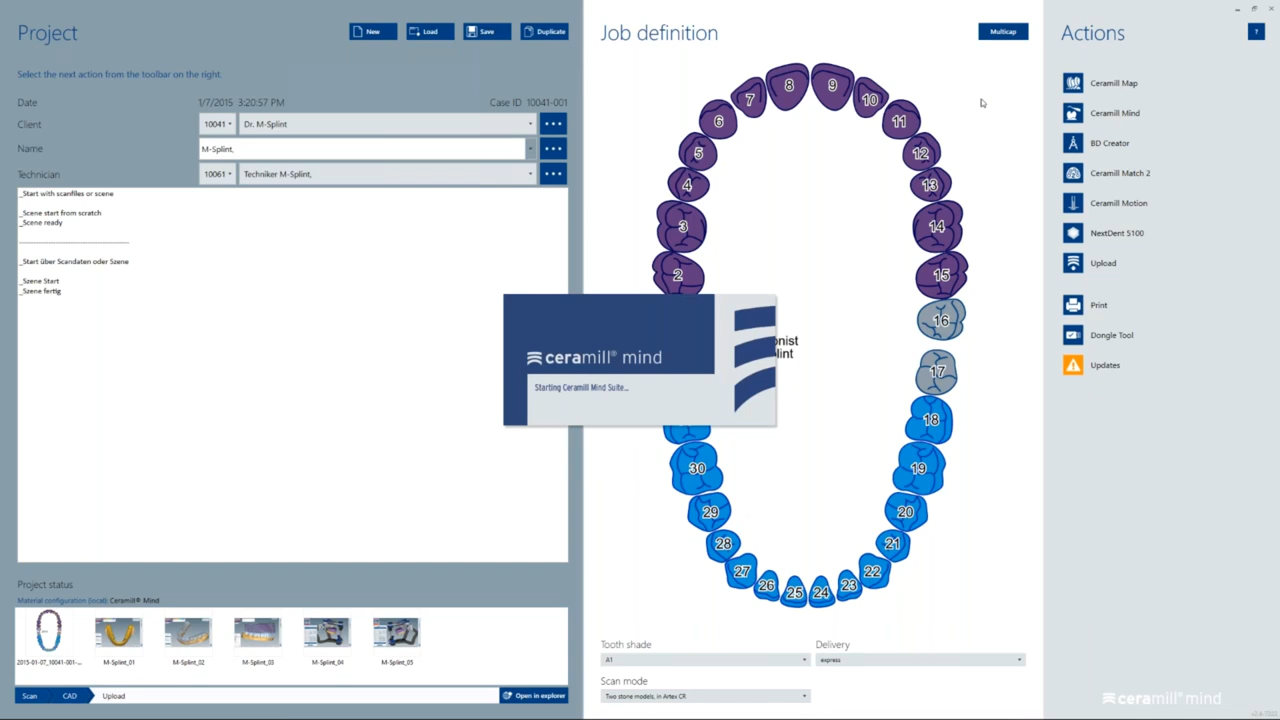 Project
New
Load
Save
Duplicate
Select the next action from the toolbar on the right.
Date
1/7/2015 3:20:57 PM
Case ID 10041-001
Client
10041
Dr. M-Splint
Name
M-Splint,
Technician
10061
Techniker M-Splint,
_Start with scanfiles or scene
_Scene start from scratch
_Scene ready
_Start über Scandaten oder Szene
_Szene Start
_Szene fertig
Project status
Material configuration (local): Ceramill® Mind
2015-01-07_10041-001-...
M-Splint_01
M-Splint_02
M-Splint_03
M-Splint_04
M-Splint_05
Scan
CAD
Upload
Open in explorer
Job definition
Multicap
8
9
7
10
6
11
5
12
4
13
3
14
2
15
16
onist
lint
17
18
30
19
29
20
28
21
27
22
26
25
24
23
ceramill® mind
Starting Ceramill Mind Suite...
Tooth shade
A1
Delivery
express
Scan mode
Two stone models, in Artex CR
Actions
?
Ceramill Map
Ceramill Mind
BD Creator
Ceramill Match 2
Ceramill Motion
NextDent 5100
Upload
Print
Dongle Tool
Updates
ceramill® mind